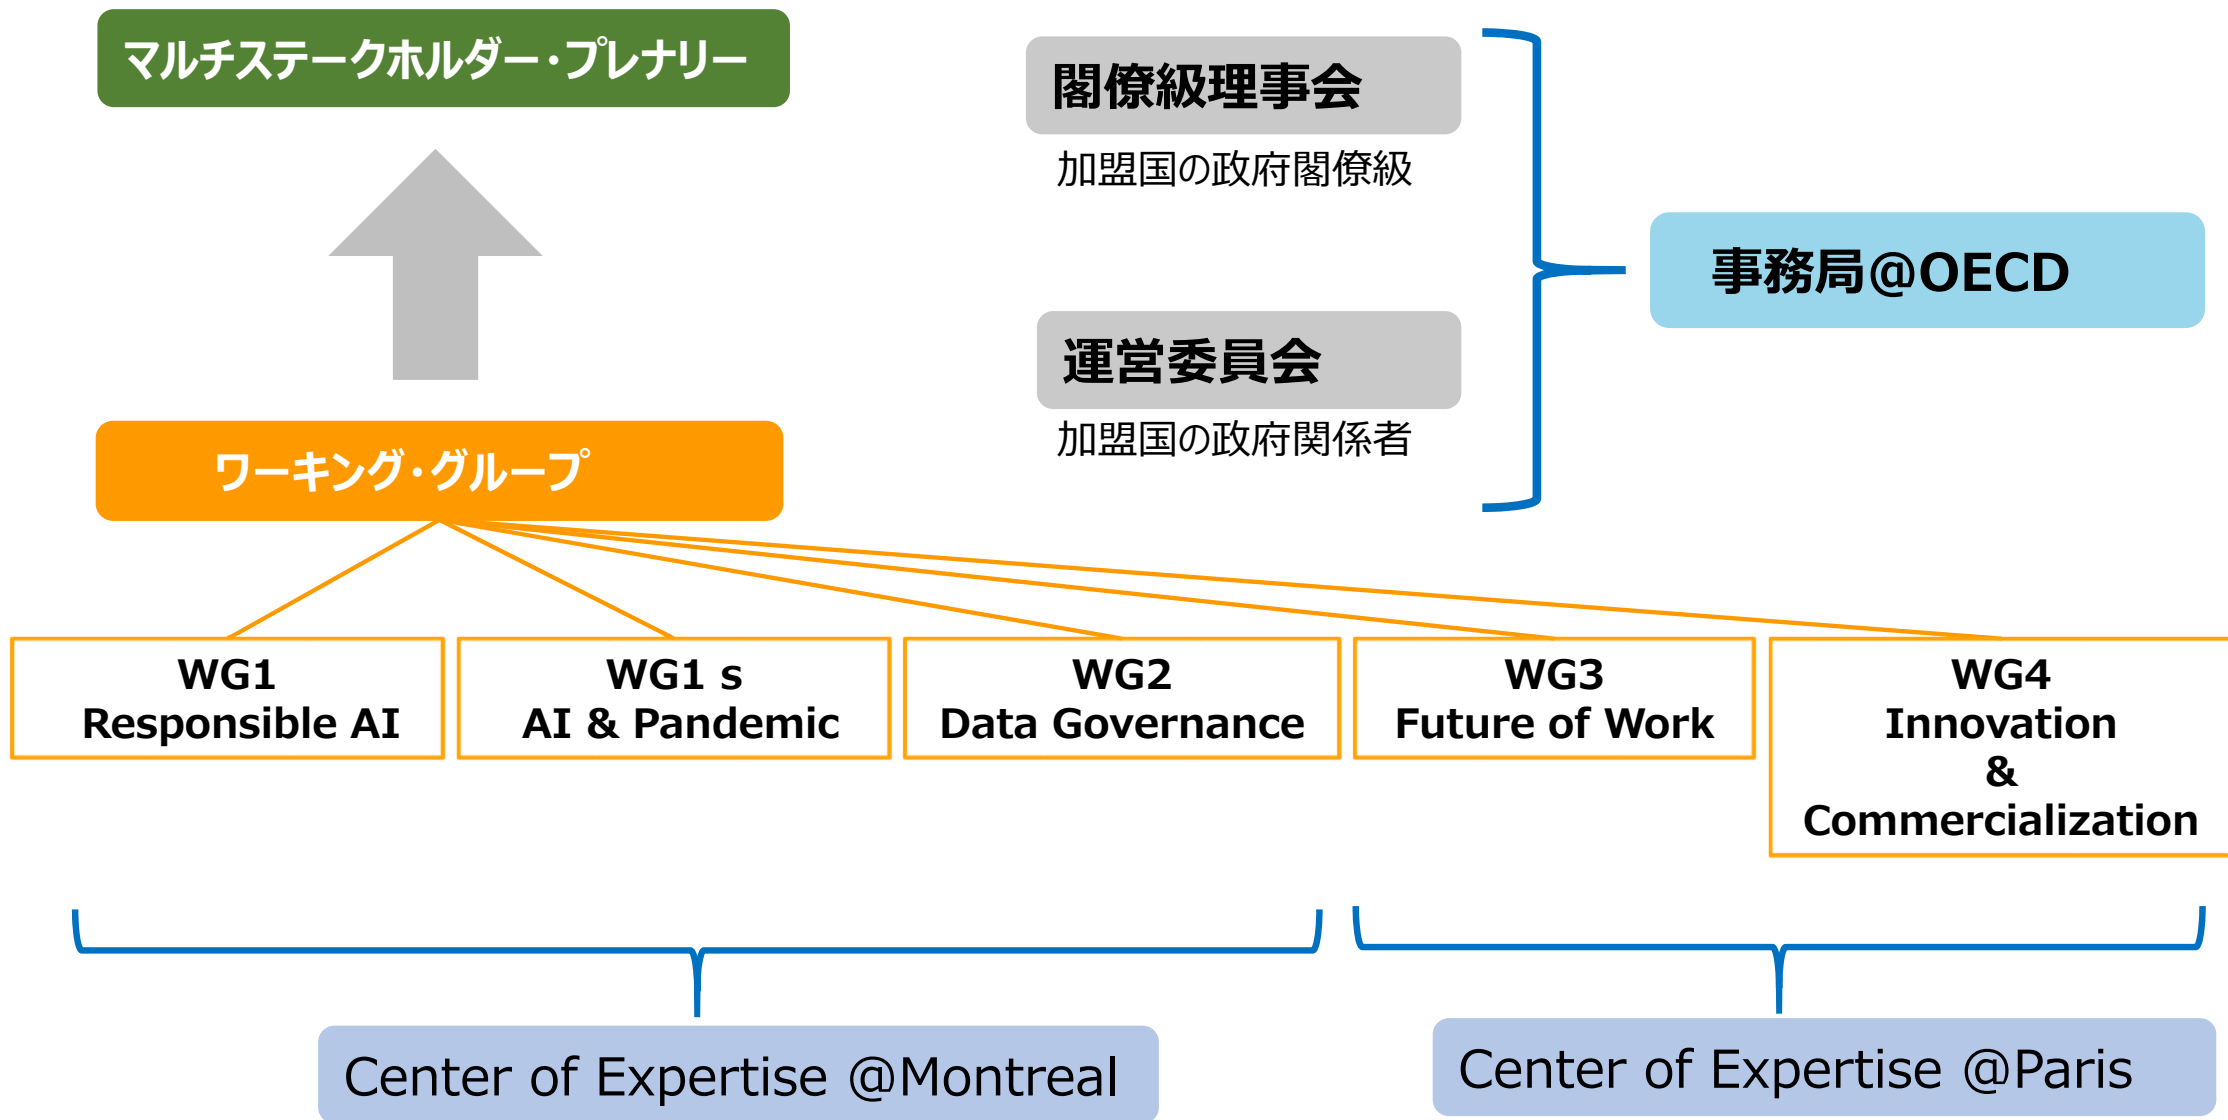 マルチステークホルダー・プレナリー
閣僚級理事会
加盟国の政府閣僚級
事務局@OECD
運営委員会
加盟国の政府関係者
ワーキング・グループ
WG1
Responsible AI
WG1 s
AI & Pandemic
WG2
Data Governance
WG3
Future of Work
WG4
Innovation
&
Commercialization
Center of Expertise @Montreal
Center of Expertise @Paris